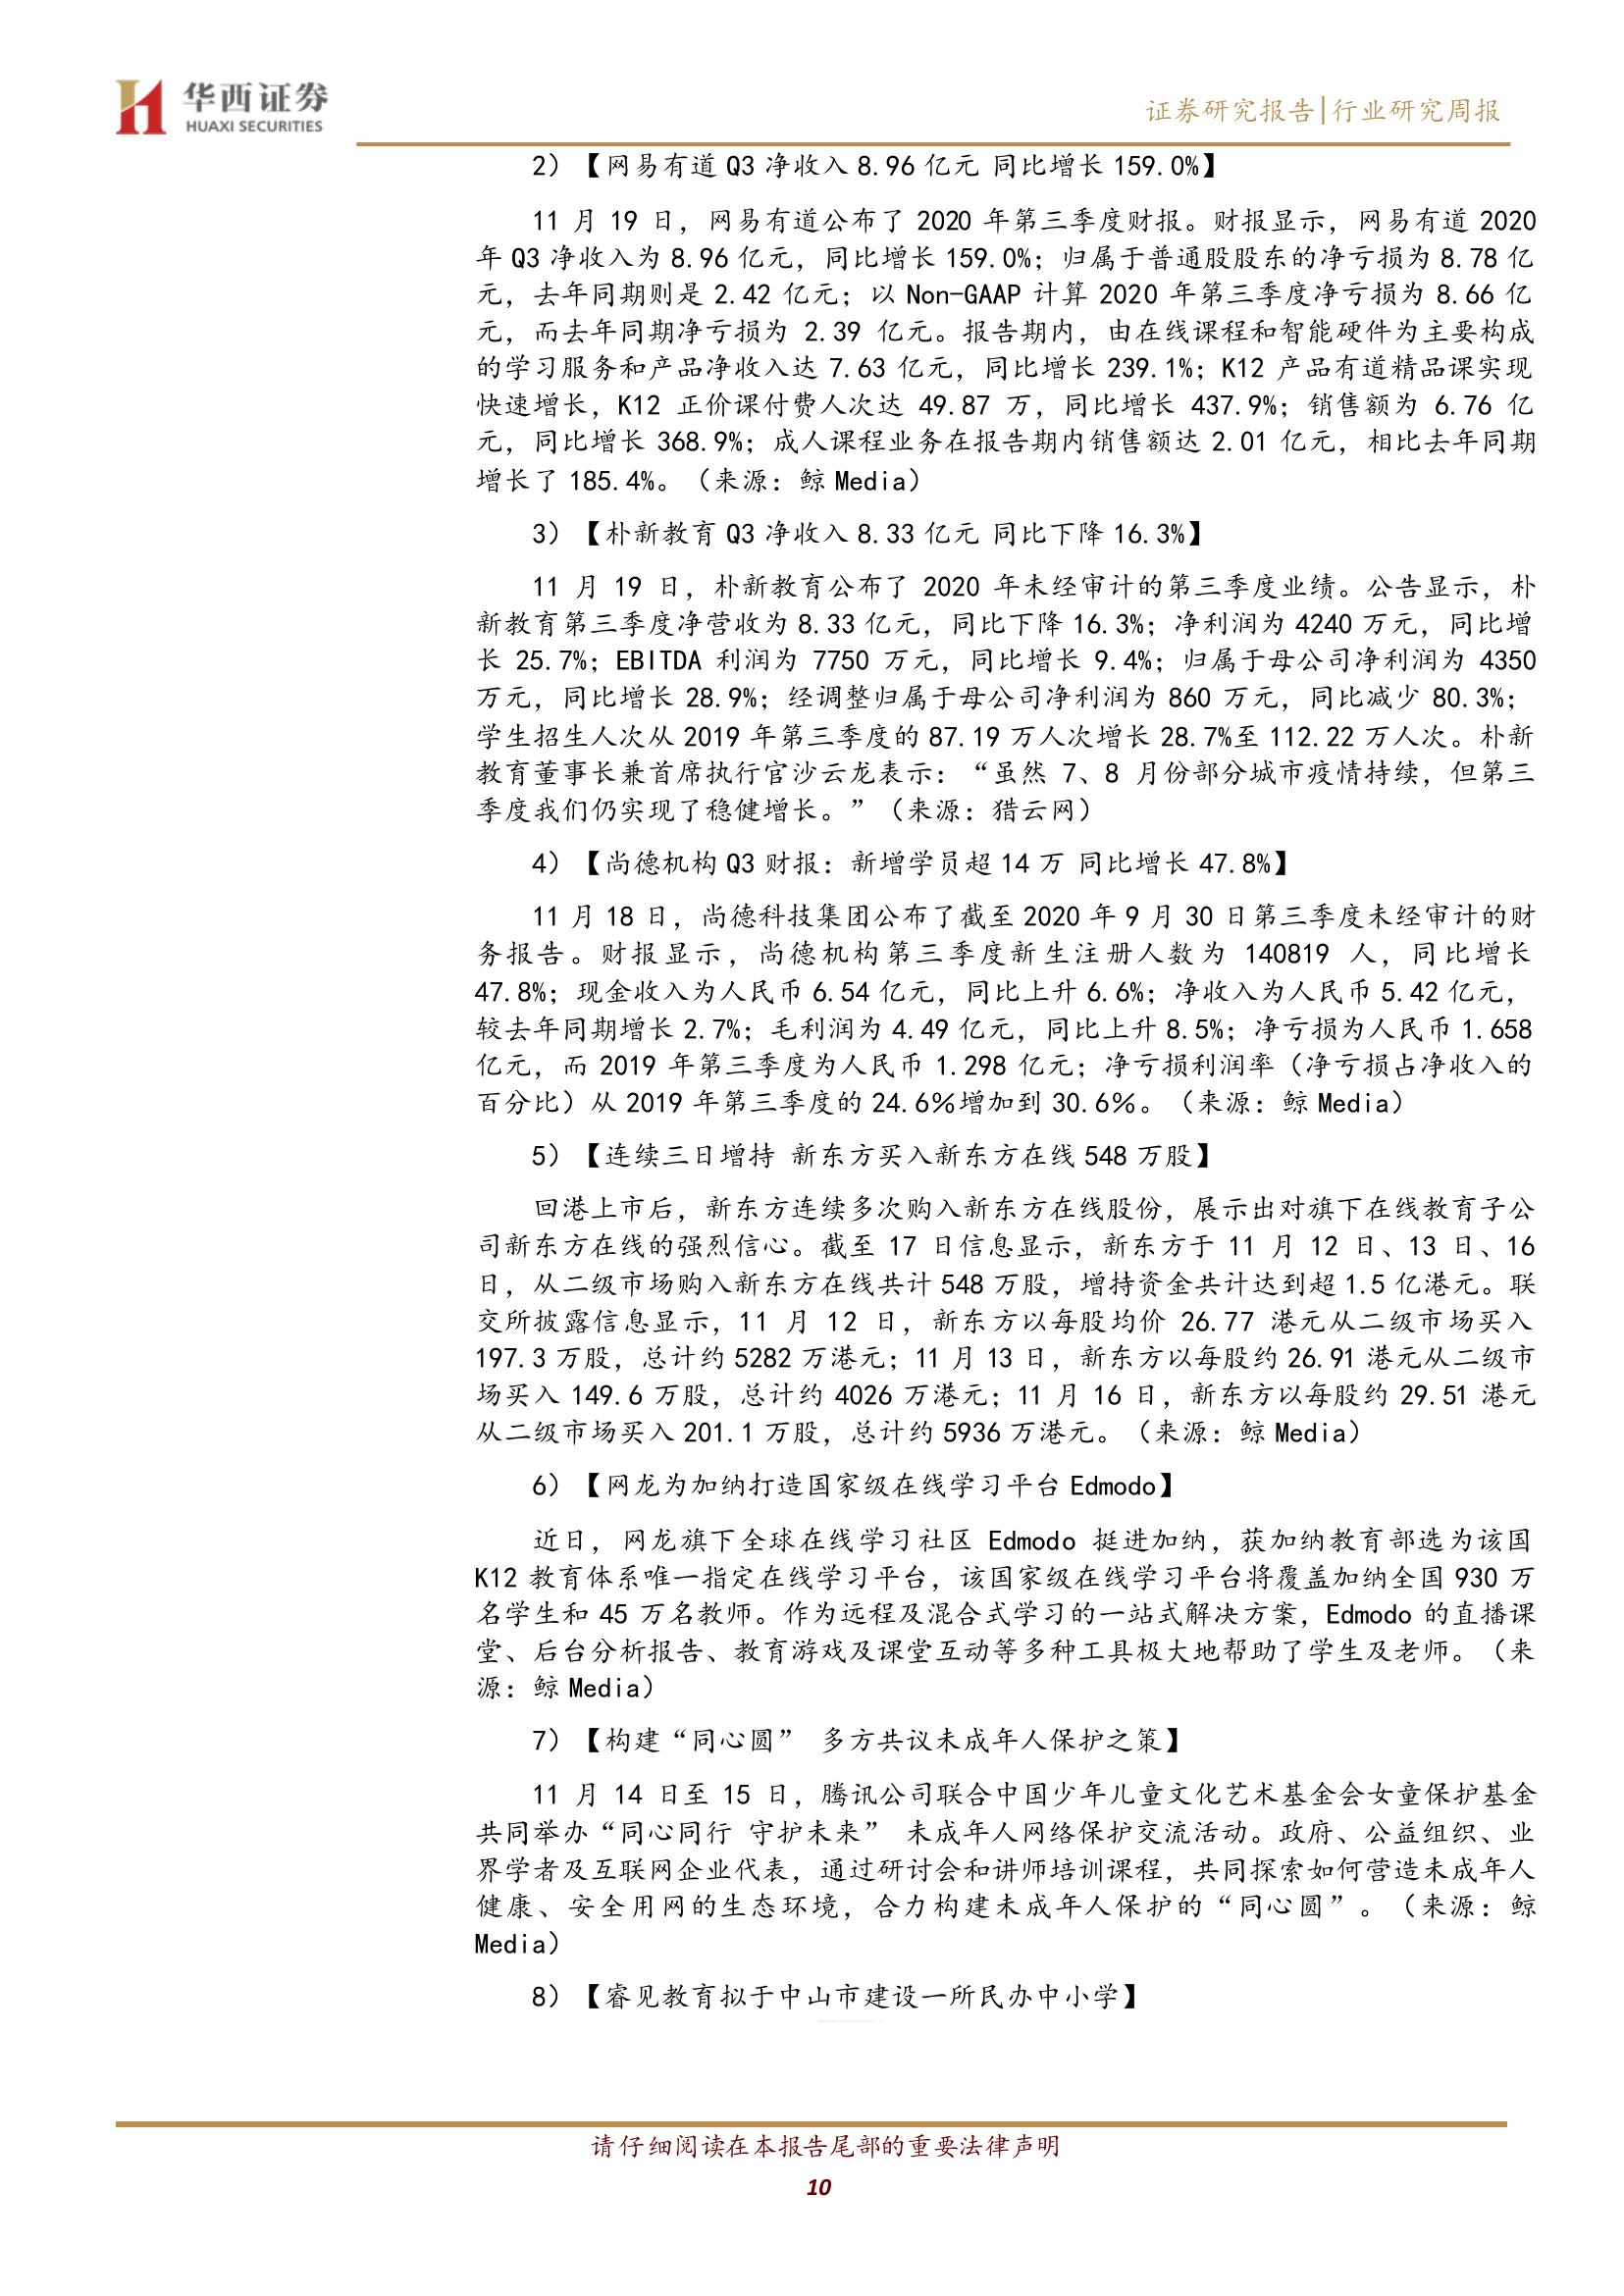 华西证券
HUAXI SECURITIES
证券研究报告|行业研究周报
2）【网易有道 Q3 净收入 8.96 亿元 同比增长 159.0%】
11 月 19 日，网易有道公布了 2020 年第三季度财报。财报显示，网易有道 2020
年 Q3 净收入为 8.96 亿元，同比增长 159.0%；归属于普通股股东的净亏损为 8.78 亿
元，去年同期则是 2.42 亿元；以 Non-GAAP 计算 2020 年第三季度净亏损为 8.66 亿
元，而去年同期净亏损为 2.39 亿元。报告期内，由在线课程和智能硬件为主要构成
的学习服务和产品净收入达 7.63 亿元，同比增长 239.1%；K12 产品有道精品课实现
快速增长，K12 正价课付费人次达 49.87 万，同比增长 437.9%；销售额为 6.76 亿
元，同比增长 368.9%；成人课程业务在报告期内销售额达 2.01 亿元，相比去年同期
增长了 185.4%。（来源：鲸 Media）
3）【朴新教育 Q3 净收入 8.33 亿元 同比下降 16.3%】
11 月 19 日，朴新教育公布了 2020 年未经审计的第三季度业绩。公告显示，朴
新教育第三季度净营收为 8.33 亿元，同比下降 16.3%；净利润为 4240 万元，同比增
长 25.7%；EBITDA 利润为 7750 万元，同比增长 9.4%；归属于母公司净利润为 4350
万元，同比增长 28.9%；经调整归属于母公司净利润为 860 万元，同比减少 80.3%；
学生招生人次从 2019 年第三季度的 87.19 万人次增长 28.7%至 112.22 万人次。朴新
教育董事长兼首席执行官沙云龙表示：“虽然 7、8 月份部分城市疫情持续，但第三
季度我们仍实现了稳健增长。”（来源：猎云网）
4）【尚德机构 Q3 财报：新增学员超 14 万 同比增长 47.8%】
11 月 18 日，尚德科技集团公布了截至 2020 年 9 月 30 日第三季度未经审计的财
务报告。财报显示，尚德机构第三季度新生注册人数为 140819 人，同比增长
47.8%；现金收入为人民币 6.54 亿元，同比上升 6.6%；净收入为人民币 5.42 亿元，
较去年同期增长 2.7%；毛利润为 4.49 亿元，同比上升 8.5%；净亏损为人民币 1.658
亿元，而 2019 年第三季度为人民币 1.298 亿元；净亏损利润率（净亏损占净收入的
百分比）从 2019 年第三季度的 24.6％增加到 30.6％。（来源：鲸 Media）
5）【连续三日增持 新东方买入新东方在线 548 万股】
回港上市后，新东方连续多次购入新东方在线股份，展示出对旗下在线教育子公
司新东方在线的强烈信心。截至 17 日信息显示，新东方于 11 月 12 日、13 日、16
日，从二级市场购入新东方在线共计 548 万股，增持资金共计达到超 1.5 亿港元。联
交所披露信息显示，11 月 12 日，新东方以每股均价 26.77 港元从二级市场买入
197.3 万股，总计约 5282 万港元；11 月 13 日，新东方以每股约 26.91 港元从二级市
场买入 149.6 万股，总计约 4026 万港元；11 月 16 日，新东方以每股约 29.51 港元
从二级市场买入 201.1 万股，总计约 5936 万港元。（来源：鲸 Media）
6）【网龙为加纳打造国家级在线学习平台 Edmodo】
近日，网龙旗下全球在线学习社区 Edmodo 挺进加纳，获加纳教育部选为该国
K12 教育体系唯一指定在线学习平台，该国家级在线学习平台将覆盖加纳全国 930 万
名学生和 45 万名教师。作为远程及混合式学习的一站式解决方案，Edmodo 的直播课
堂、后台分析报告、教育游戏及课堂互动等多种工具极大地帮助了学生及老师。（来
源：鲸 Media）
7）【构建“同心圆” 多方共议未成年人保护之策】
11 月 14 日至 15 日，腾讯公司联合中国少年儿童文化艺术基金会女童保护基金
共同举办“同心同行 守护未来” 未成年人网络保护交流活动。政府、公益组织、业
界学者及互联网企业代表，通过研讨会和讲师培训课程，共同探索如何营造未成年人
健康、安全用网的生态环境，合力构建未成年人保护的“同心圆”。（来源：鲸
Media）
8）【睿见教育拟于中山市建设一所民办中小学】
请仔细阅读在本报告尾部的重要法律声明
10